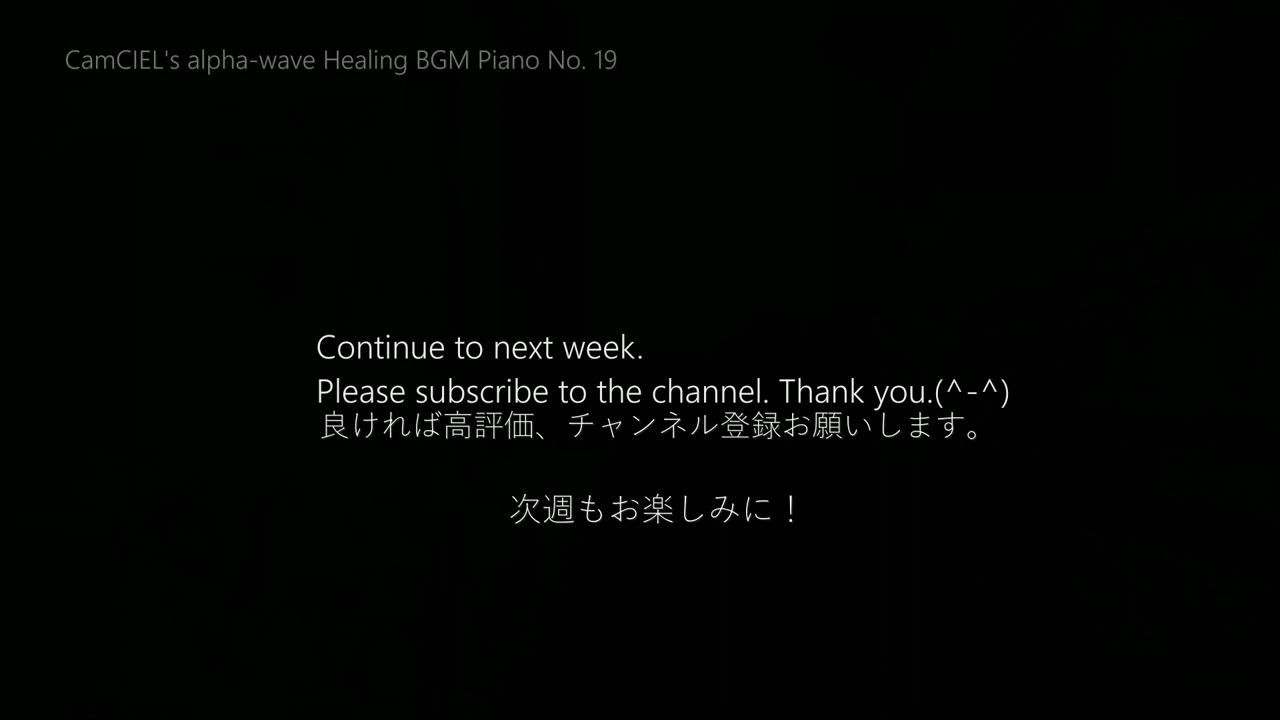 CamCIEL's alpha-wave Healing BGM Piano No. 19
Continue to next week.
Please subscribe to the channel. Thank you.(^-^)
良ければ高評価、チャンネル登録お願いします。
次週もお楽しみに！